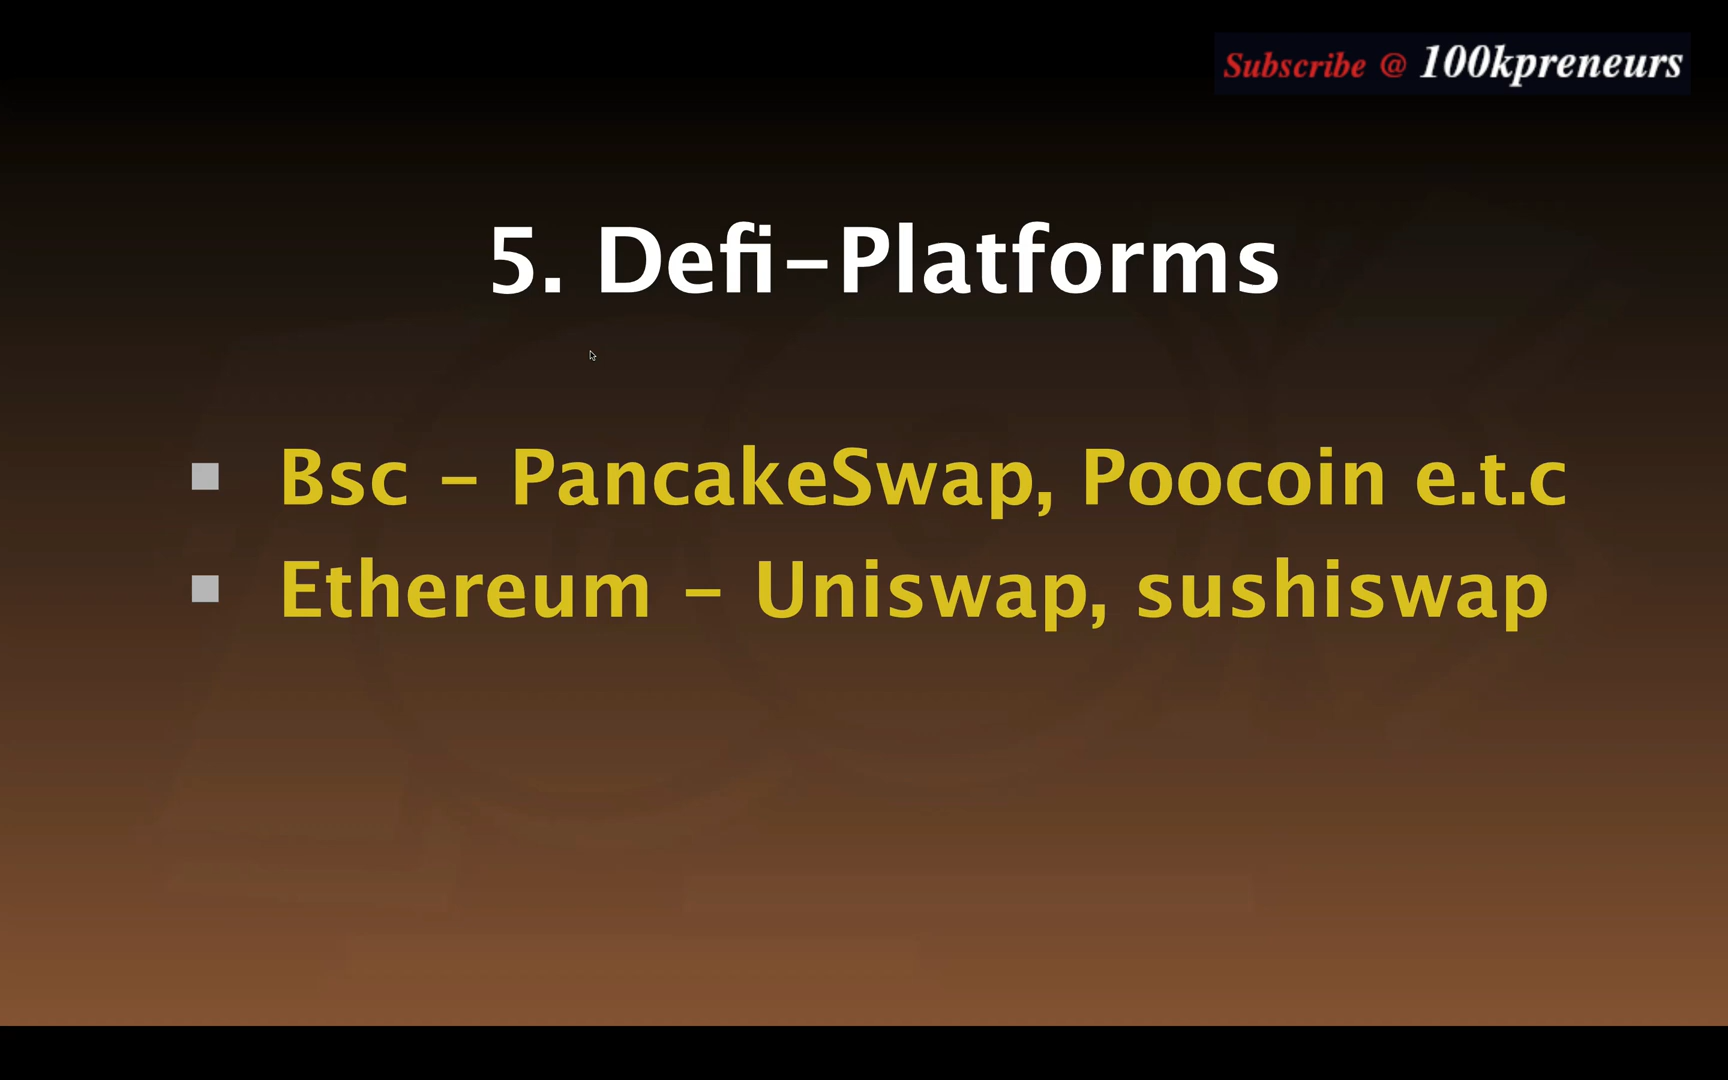 Subscribe @ 100kpreneurs
5. Defi-Platforms
Bsc - PancakeSwap, Poocoin e.t.c
Ethereum - Uniswap, sushiswap